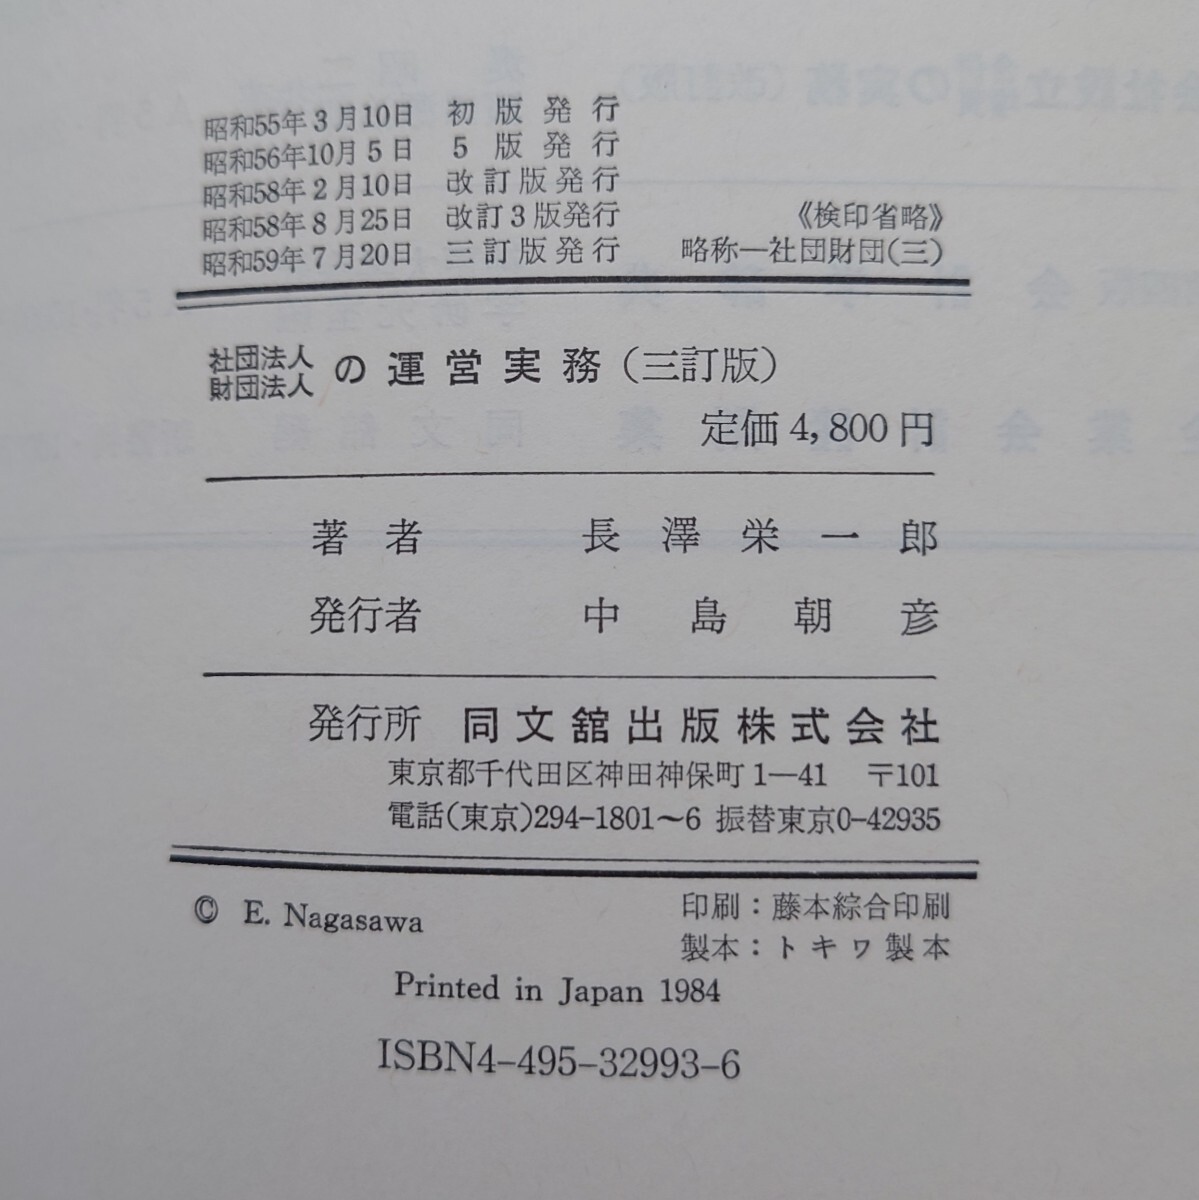 昭和55年3月10日 初版発行
昭和56年10月5日 5版発行
昭和58年2月10日 改訂版発行
昭和58年8月25日 改訂3版発行 《検印省略》
昭和59年7月20日 三訂版発行 略称―社団財団(三)
社団法人
財団法人 の運営実務(三訂版)
定価4,800円
著者 長澤栄一郎
発行者 中島朝彦
発行所 同文舘出版株式会社
東京都千代田区神田神保町1―41 〒101
電話(東京)294-1801〜6 振替東京0-42935
© E. Nagasawa 印刷:藤本綜合印刷
製本:トキワ製本
Printed in Japan 1984
ISBN4-495-32993-6